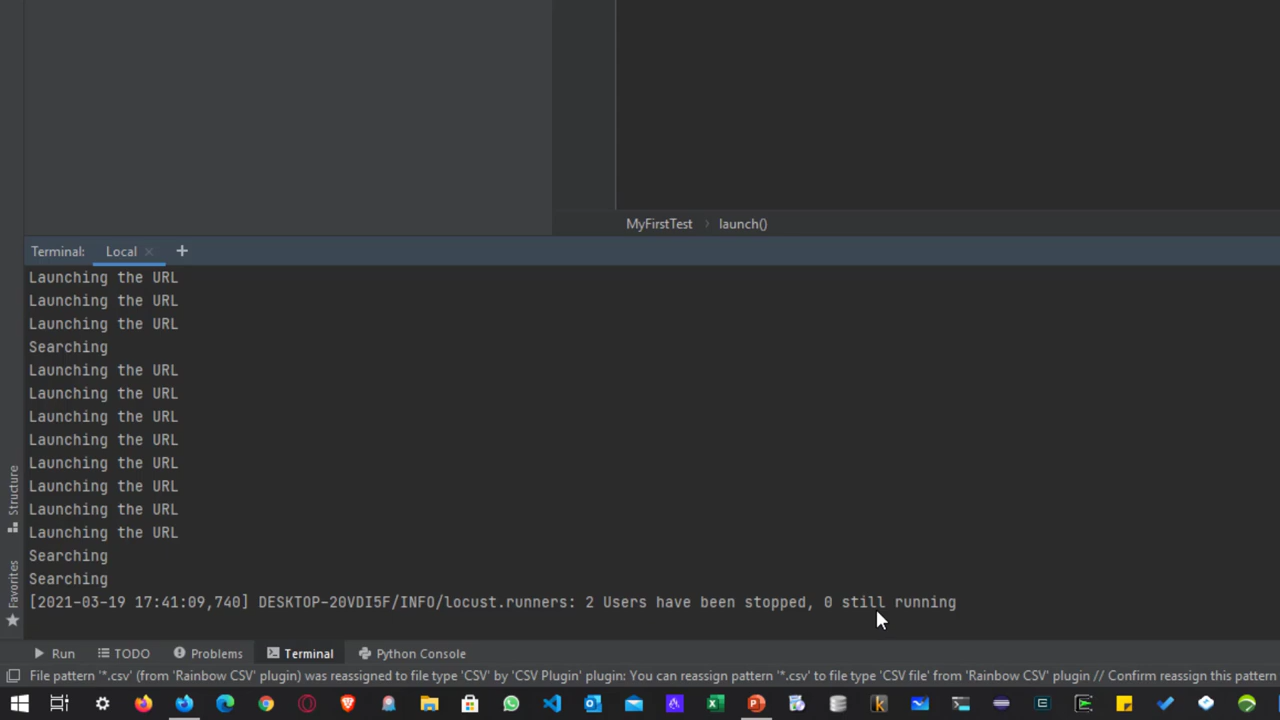 MyFirstTest › launch()
Terminal: Local × +
Launching the URL
Launching the URL
Launching the URL
Searching
Launching the URL
Launching the URL
Launching the URL
Launching the URL
Launching the URL
Launching the URL
Launching the URL
Launching the URL
Searching
Searching
[2021-03-19 17:41:09,740] DESKTOP-20VDI5F/INFO/locust.runners: 2 Users have been stopped, 0 still running
Structure
Favorites
Run TODO Problems Terminal Python Console
File pattern '*.csv' (from 'Rainbow CSV' plugin) was reassigned to file type 'CSV' by 'CSV Plugin' plugin: You can reassign pattern '*.csv' to file type 'CSV file' from 'Rainbow CSV' plugin // Confirm reassign this pattern